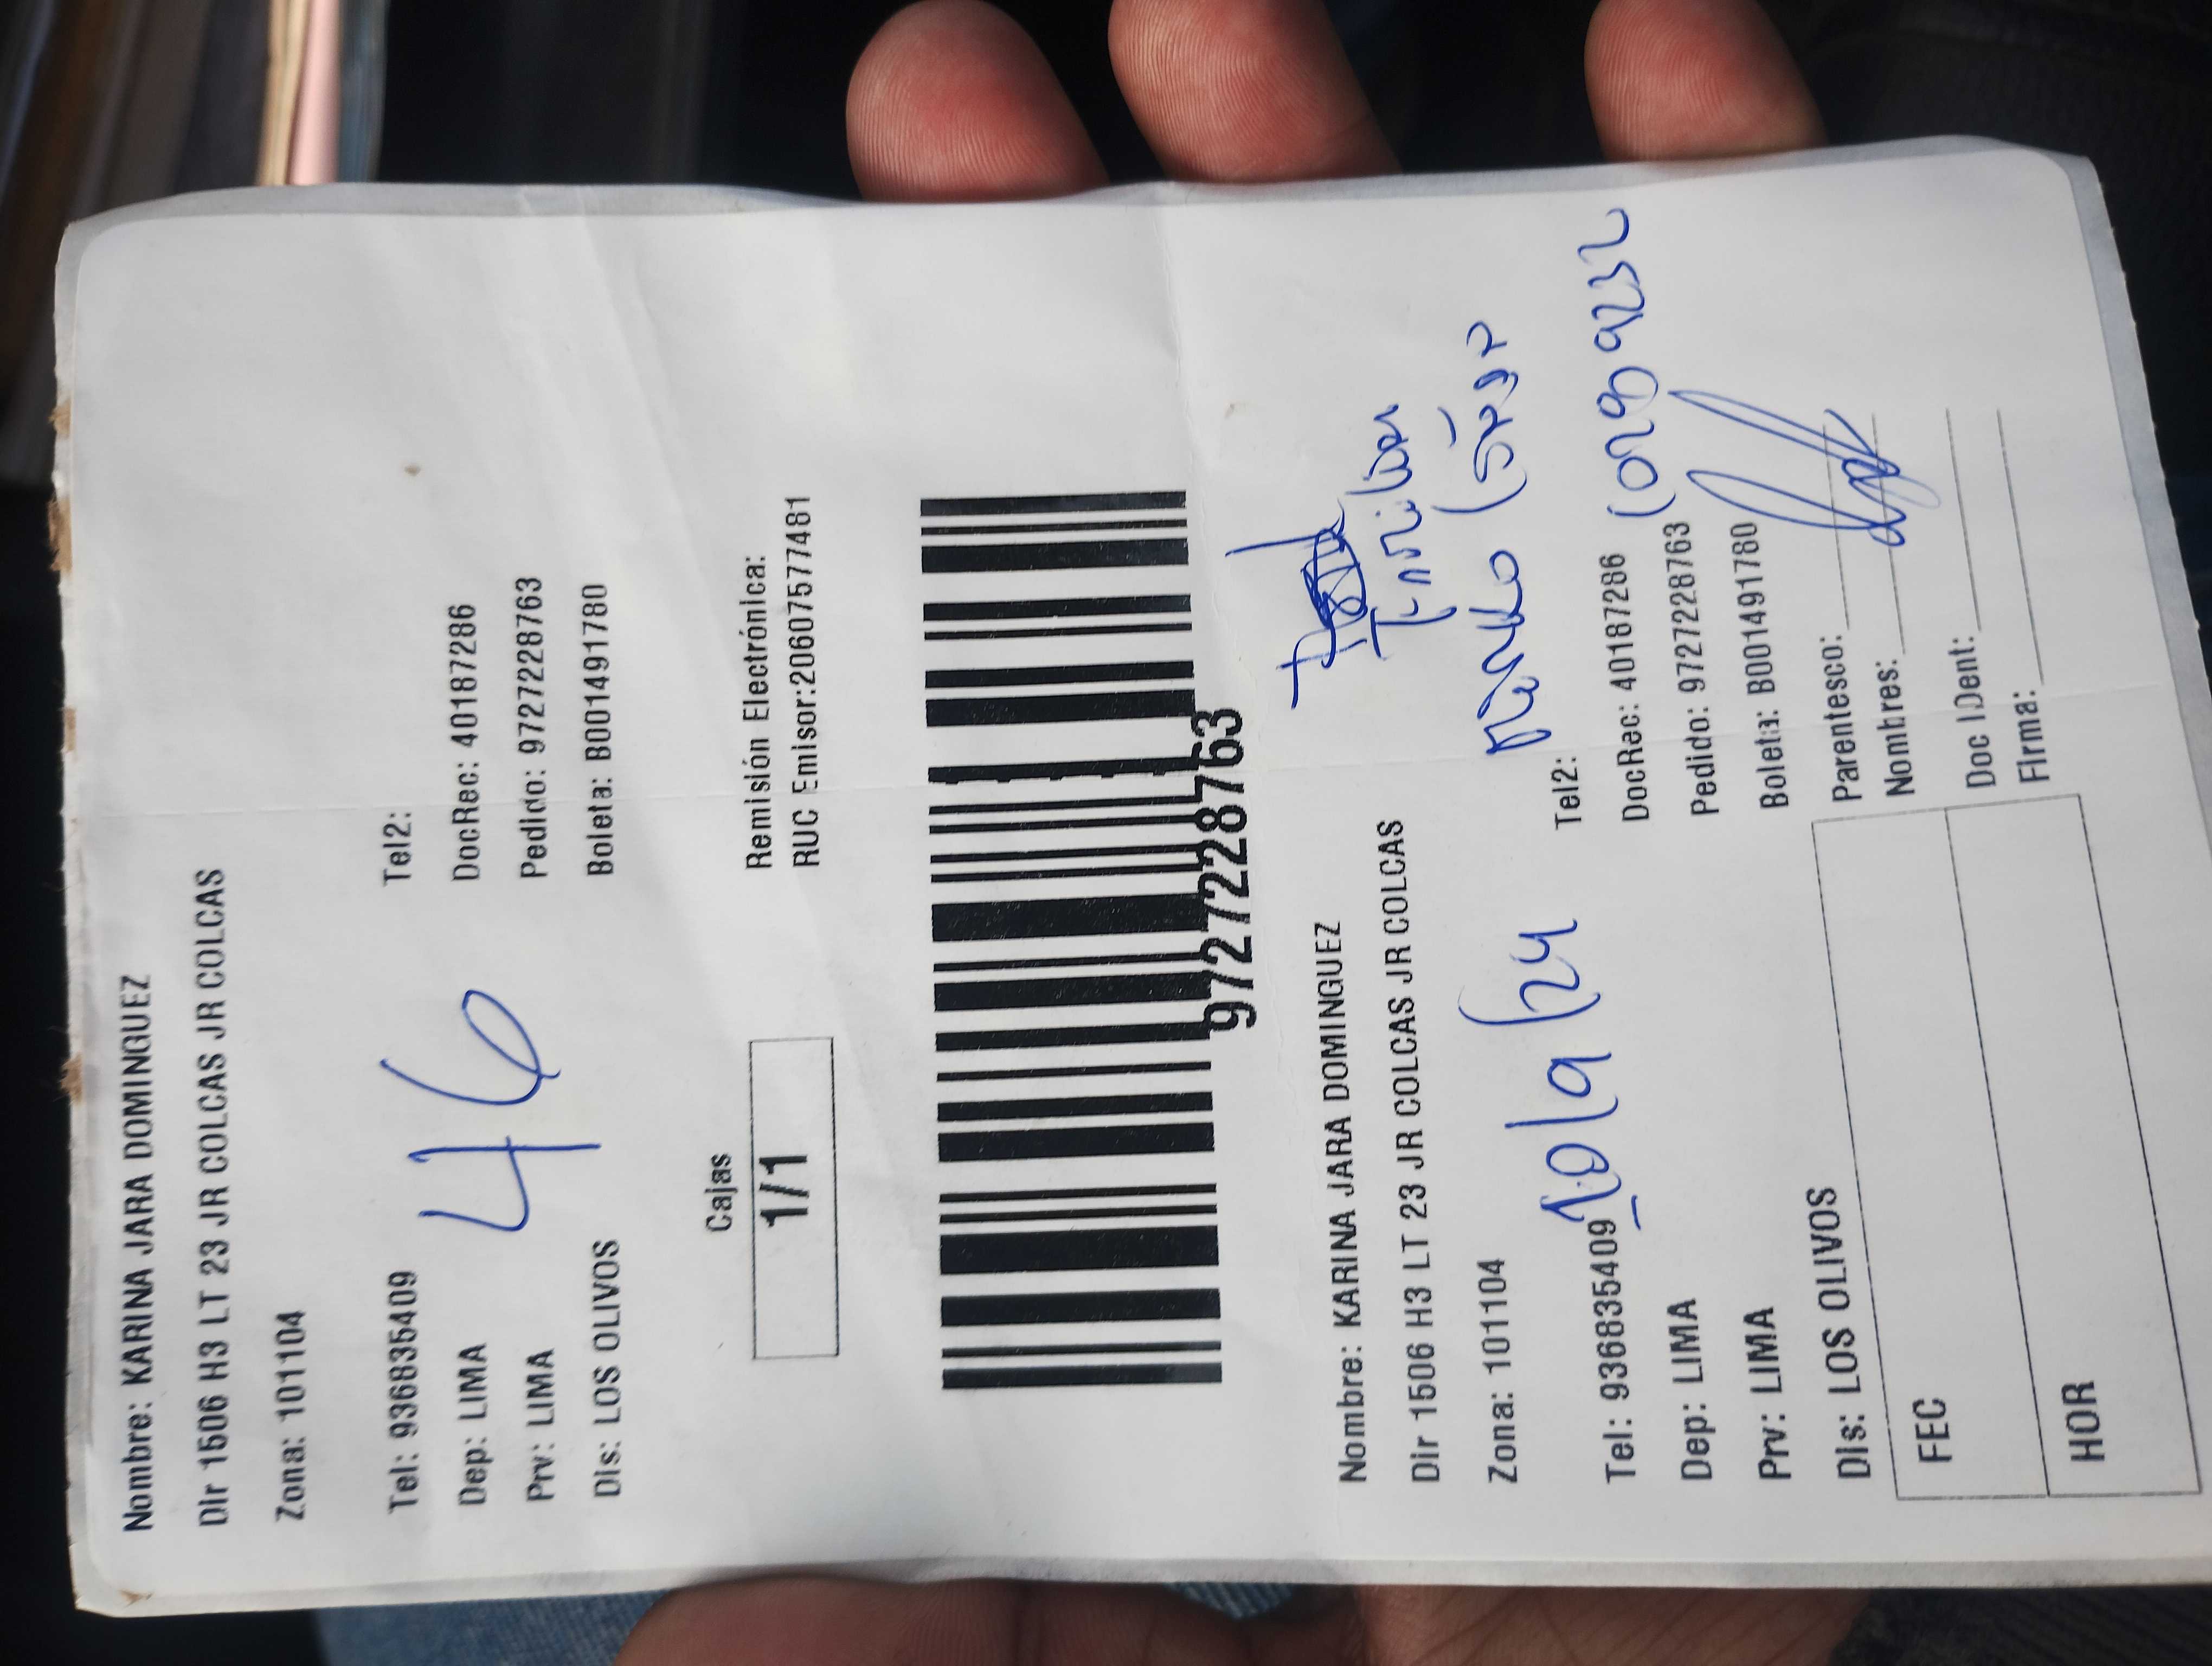 Nombre: KARINA JARA DOMINGUEZ
Dir 1506 H3 LT 23 JR COLCAS JR COLCAS
Zona: 101104
Tel: 936835409 Tel2:
Dep: LIMA DocRec: 40187286
Prv: LIMA Pedido: 9727228763
Dis: LOS OLIVOS Boleta: B001491780
46
Cajas
1/1
Remisión Electrónica:
RUC Emisor:20607577481
9727228763
Nombre: KARINA JARA DOMINGUEZ
Dir 1506 H3 LT 23 JR COLCAS JR COLCAS
Zona: 101104
10/9/24
Tel: 936835409 Tel2:
Dep: LIMA DocRec: 40187286
Prv: LIMA Pedido: 9727228763
Dis: LOS OLIVOS Boleta: B001491780
FEC
HOR
Parentesco:
Nombres:
Doc IDent:
Firma: